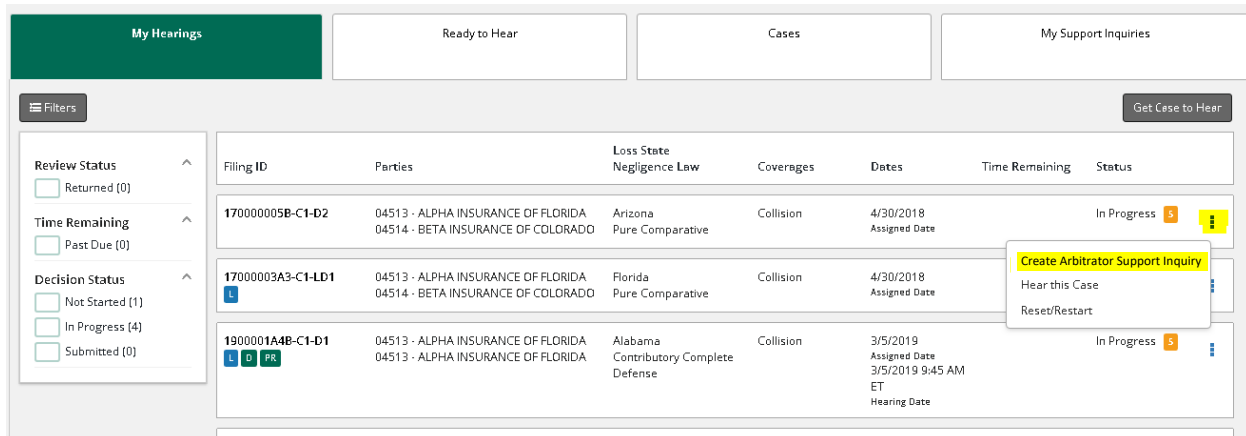 My Hearings
Ready to Hear
Cases
My Support Inquiries
Filters
Get Case to Hear
Review Status
Returned (0)
Time Remaining
Past Due (0)
Decision Status
Not Started (1)
In Progress (4)
Submitted (0)
Filing ID
Parties
Loss State
Negligence Law
Coverages
Dates
Time Remaining
Status
170000005B-C1-D2
04513 - ALPHA INSURANCE OF FLORIDA
04514 - BETA INSURANCE OF COLORADO
Arizona
Pure Comparative
Collision
4/30/2018
Assigned Date
In Progress S
Create Arbitrator Support Inquiry
Hear this Case
Reset/Restart
17000003A3-C1-LD1
L
04513 - ALPHA INSURANCE OF FLORIDA
04514 - BETA INSURANCE OF COLORADO
Florida
Pure Comparative
Collision
4/30/2018
Assigned Date
1900001A4B-C1-D1
L D PR
04513 - ALPHA INSURANCE OF FLORIDA
04513 - ALPHA INSURANCE OF FLORIDA
Alabama
Contributory Complete
Defense
Collision
3/5/2019
Assigned Date
3/5/2019 9:45 AM
ET
Hearing Date
In Progress S